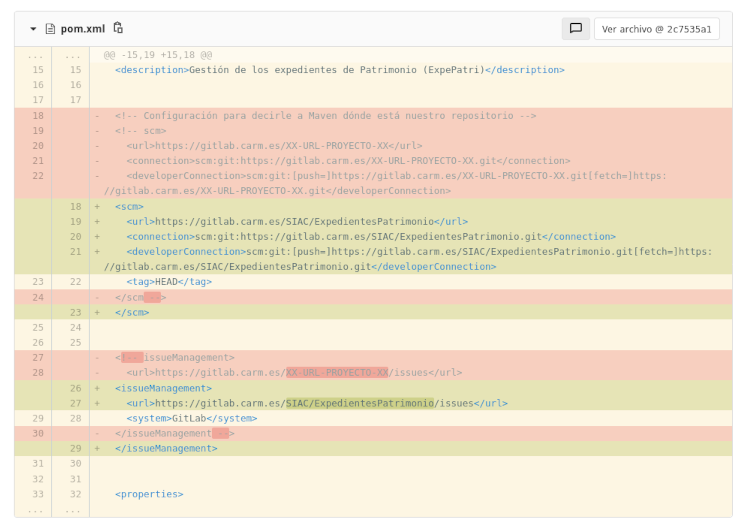 pom.xml
Ver archivo @ 2c7535a1
... ... @@ -15,19 +15,18 @@
15 15 <description>Gestión de los expedientes de Patrimonio (ExpePatri)</description>
16 16
17 17
18 - <!-- Configuración para decirle a Maven dónde está nuestro repositorio -->
19 - <!-- scm>
20 - <url>https://gitlab.carm.es/XX-URL-PROYECTO-XX</url>
21 - <connection>scm:git:https://gitlab.carm.es/XX-URL-PROYECTO-XX.git</connection>
22 - <developerConnection>scm:git:[push=]https://gitlab.carm.es/XX-URL-PROYECTO-XX.git[fetch=]https:
//gitlab.carm.es/XX-URL-PROYECTO-XX.git</developerConnection>
18 + <scm>
19 + <url>https://gitlab.carm.es/SIAC/ExpedientesPatrimonio</url>
20 + <connection>scm:git:https://gitlab.carm.es/SIAC/ExpedientesPatrimonio.git</connection>
21 + <developerConnection>scm:git:[push=]https://gitlab.carm.es/SIAC/ExpedientesPatrimonio.git[fetch=]https:
//gitlab.carm.es/SIAC/ExpedientesPatrimonio.git</developerConnection>
23 22 <tag>HEAD</tag>
24 - </scm -->
23 + </scm>
25 24
26 25
27 - <!-- issueManagement>
28 - <url>https://gitlab.carm.es/XX-URL-PROYECTO-XX/issues</url>
26 + <issueManagement>
27 + <url>https://gitlab.carm.es/SIAC/ExpedientesPatrimonio/issues</url>
29 28 <system>GitLab</system>
30 - </issueManagement -->
29 + </issueManagement>
31 30
32 31
33 32 <properties>
... ...